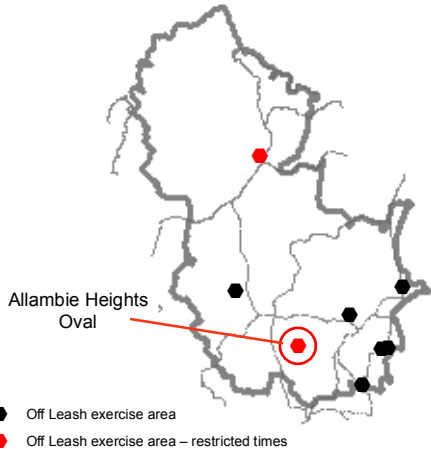 Allambie Heights
Oval
Off Leash exercise area
Off Leash exercise area – restricted times